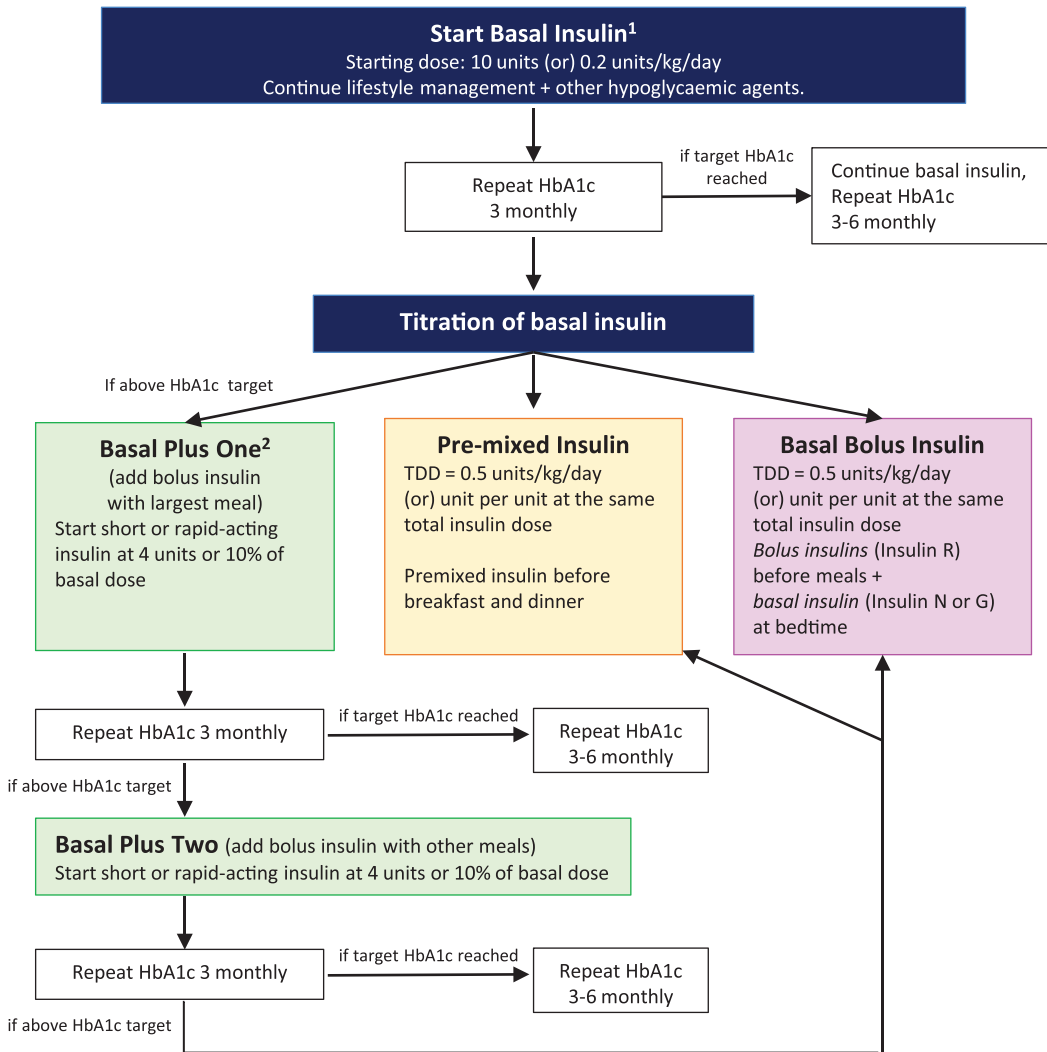 Start Basal Insulin¹
Starting dose: 10 units (or) 0.2 units/kg/day
Continue lifestyle management + other hypoglycaemic agents.
Repeat HbA1c
3 monthly
if target HbA1c
reached
Continue basal insulin,
Repeat HbA1c
3-6 monthly
Titration of basal insulin
If above HbA1c target
Basal Plus One²
(add bolus insulin
with largest meal)
Start short or rapid-acting
insulin at 4 units or 10% of
basal dose
Pre-mixed Insulin
TDD = 0.5 units/kg/day
(or) unit per unit at the same
total insulin dose
Premixed insulin before
breakfast and dinner
Basal Bolus Insulin
TDD = 0.5 units/kg/day
(or) unit per unit at the same
total insulin dose
Bolus insulins (Insulin R)
before meals +
basal insulin (Insulin N or G)
at bedtime
Repeat HbA1c 3 monthly
if target HbA1c reached
Repeat HbA1c
3-6 monthly
if above HbA1c target
Basal Plus Two (add bolus insulin with other meals)
Start short or rapid-acting insulin at 4 units or 10% of basal dose
Repeat HbA1c 3 monthly
if target HbA1c reached
Repeat HbA1c
3-6 monthly
if above HbA1c target